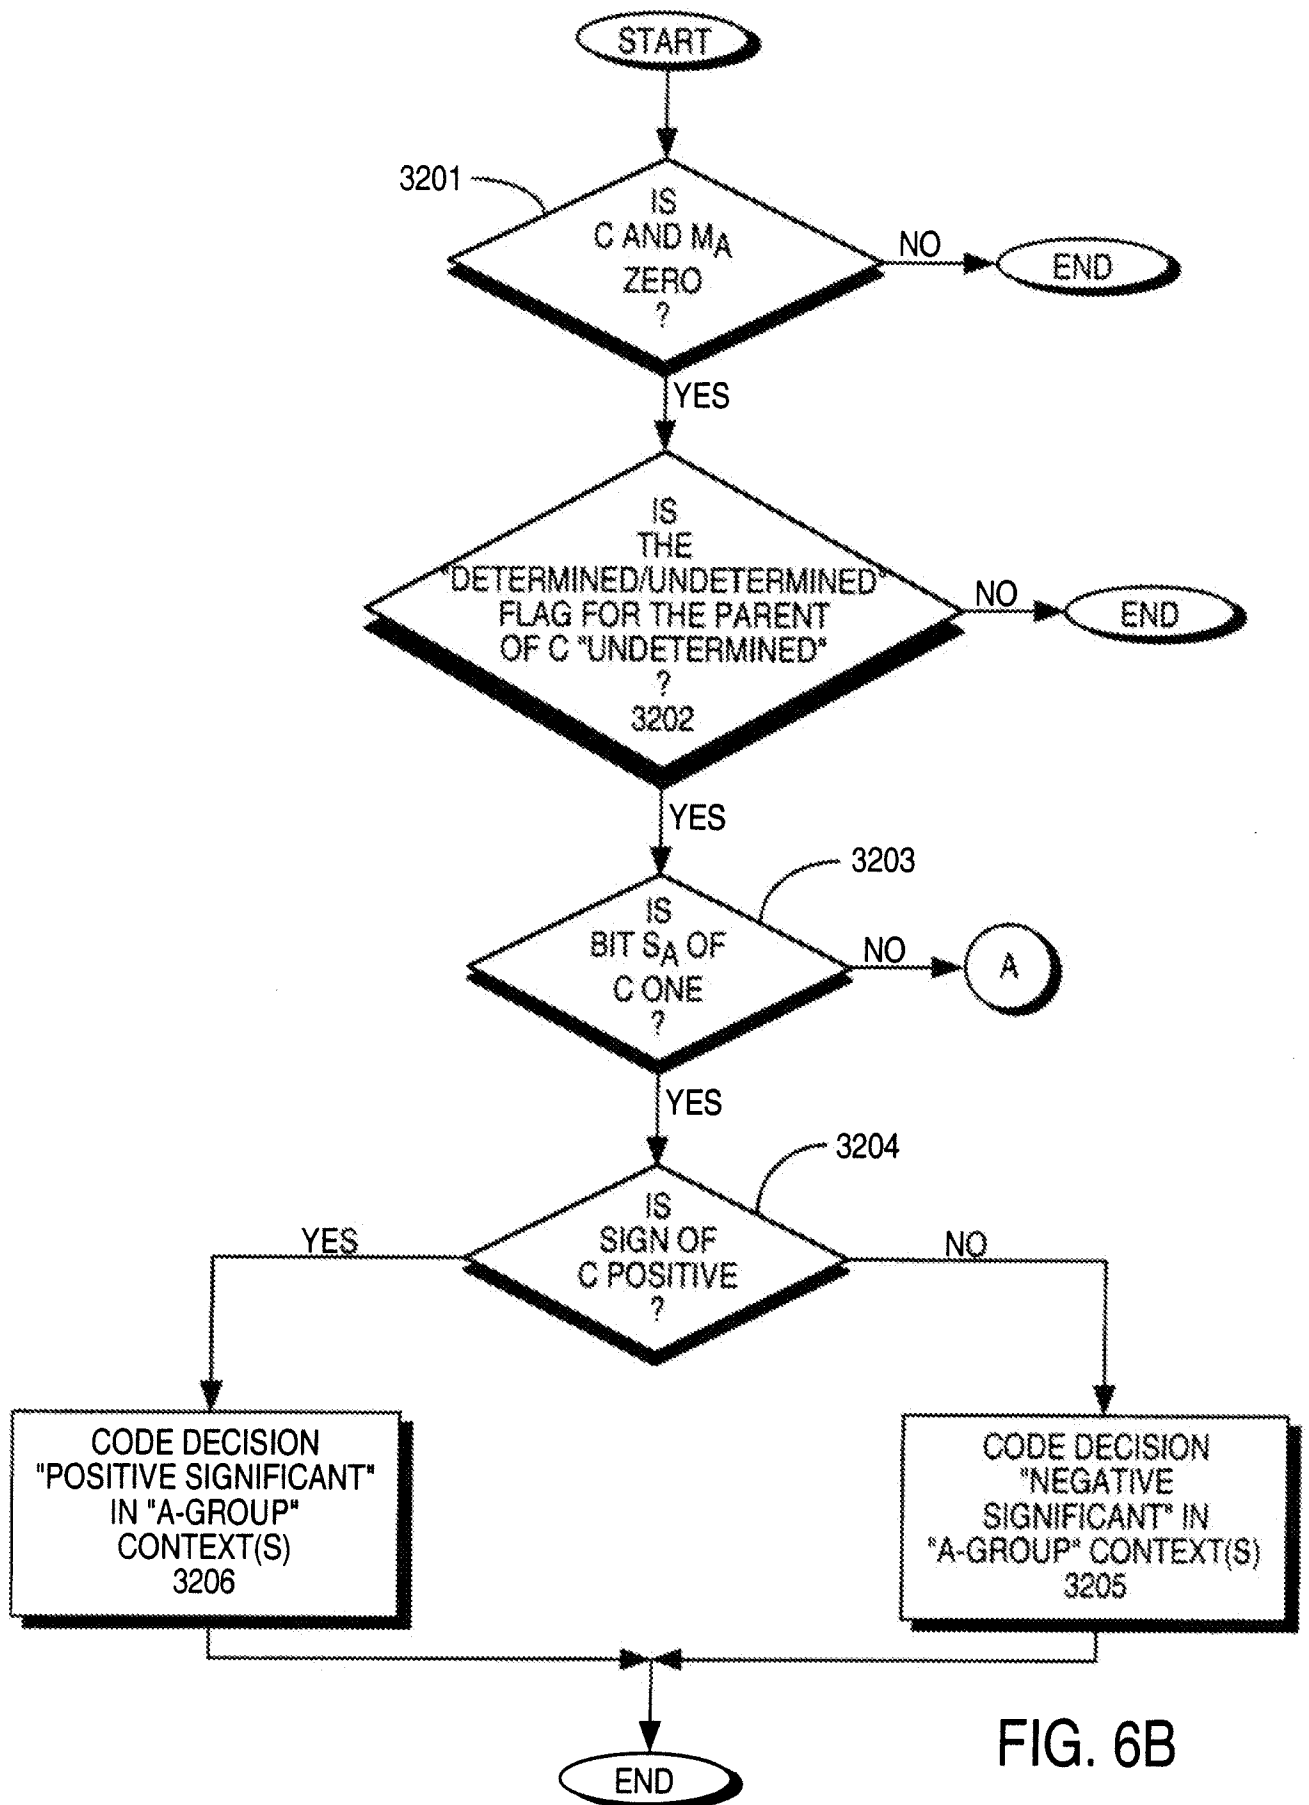 START
3201
IS
C AND MA
ZERO
?
NO
END
YES
IS
THE
"DETERMINED/UNDETERMINED"
FLAG FOR THE PARENT
OF C "UNDETERMINED"
?
3202
NO
END
YES
3203
IS
BIT SA OF
C ONE
?
NO
A
YES
3204
IS
SIGN OF
C POSITIVE
?
YES
NO
CODE DECISION
"POSITIVE SIGNIFICANT"
IN "A-GROUP"
CONTEXT(S)
3206
CODE DECISION
"NEGATIVE
SIGNIFICANT" IN
"A-GROUP" CONTEXT(S)
3205
END
FIG. 6B